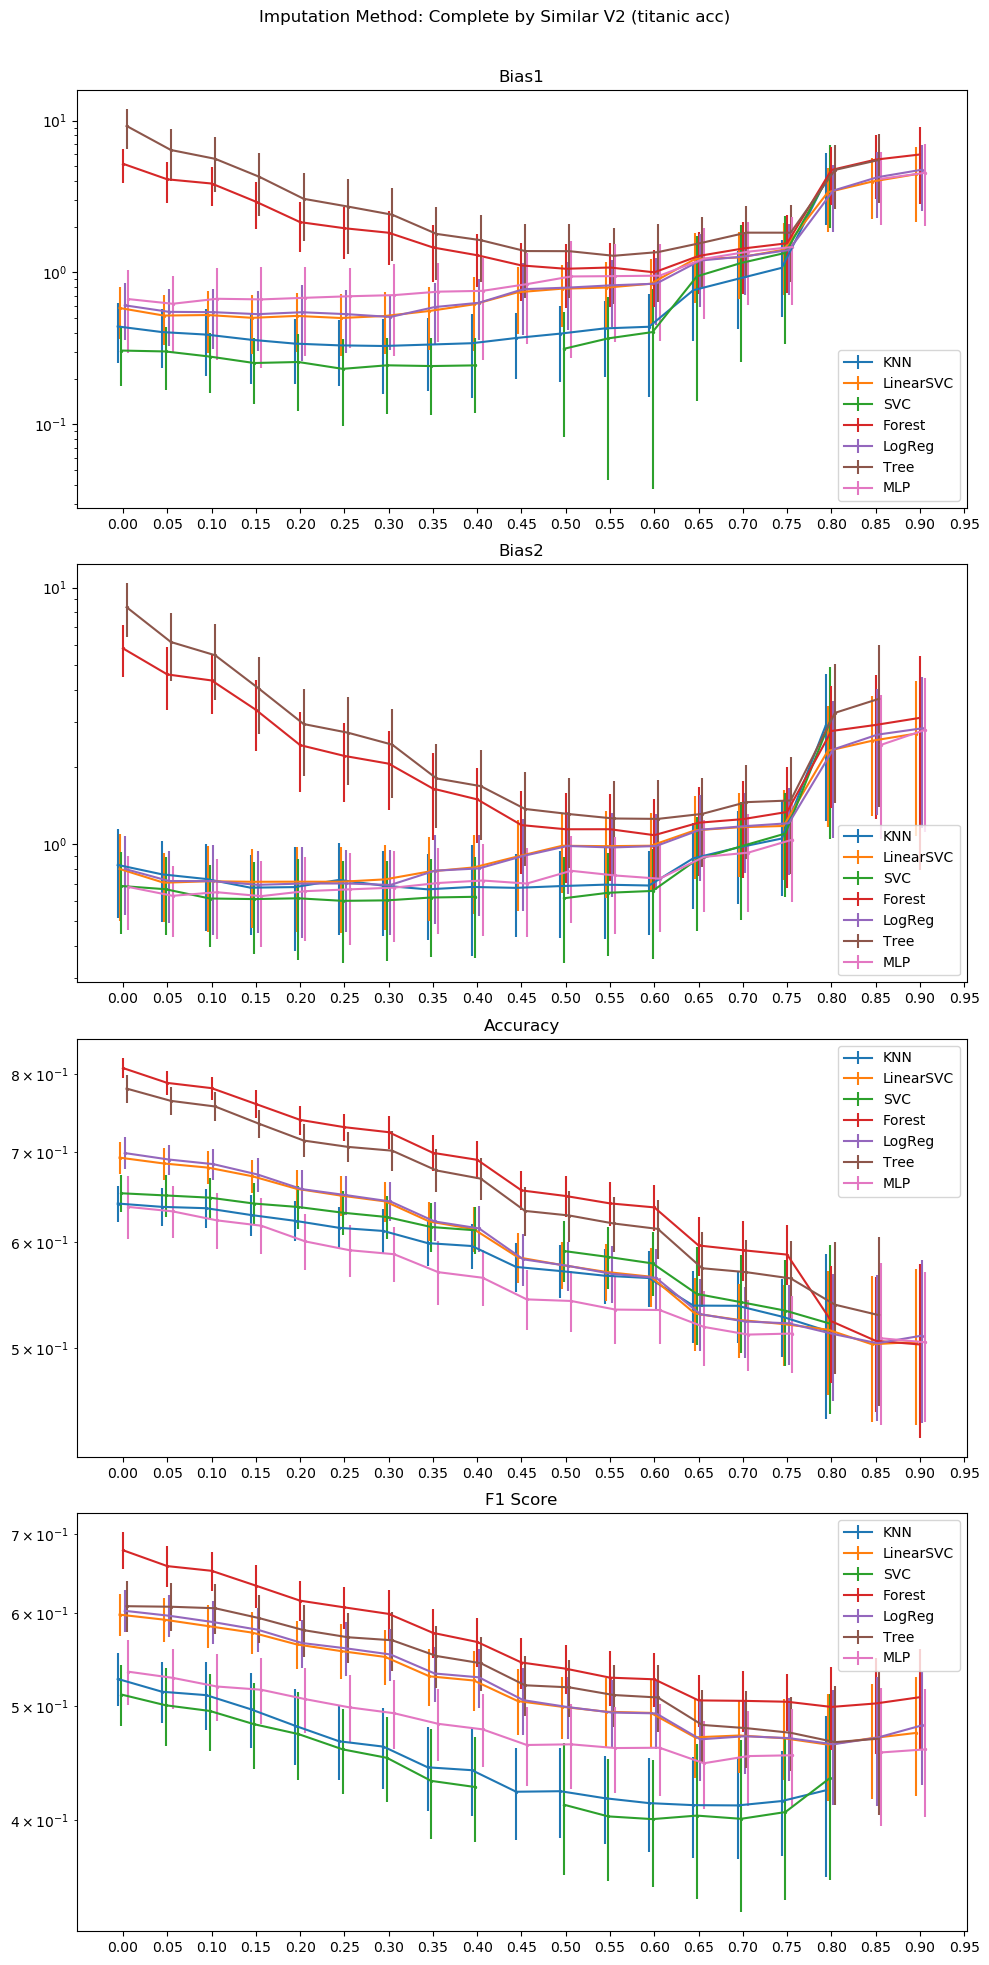 Imputation Method: Complete by Similar V2 (titanic acc)
Bias1
10¹
10⁰
10⁻¹
KNN
LinearSVC
SVC
Forest
LogReg
Tree
MLP
0.00 0.05 0.10 0.15 0.20 0.25 0.30 0.35 0.40 0.45 0.50 0.55 0.60 0.65 0.70 0.75 0.80 0.85 0.90 0.95
Bias2
10¹
10⁰
KNN
LinearSVC
SVC
Forest
LogReg
Tree
MLP
0.00 0.05 0.10 0.15 0.20 0.25 0.30 0.35 0.40 0.45 0.50 0.55 0.60 0.65 0.70 0.75 0.80 0.85 0.90 0.95
Accuracy
8 × 10⁻¹
7 × 10⁻¹
6 × 10⁻¹
5 × 10⁻¹
KNN
LinearSVC
SVC
Forest
LogReg
Tree
MLP
0.00 0.05 0.10 0.15 0.20 0.25 0.30 0.35 0.40 0.45 0.50 0.55 0.60 0.65 0.70 0.75 0.80 0.85 0.90 0.95
F1 Score
7 × 10⁻¹
6 × 10⁻¹
5 × 10⁻¹
4 × 10⁻¹
KNN
LinearSVC
SVC
Forest
LogReg
Tree
MLP
0.00 0.05 0.10 0.15 0.20 0.25 0.30 0.35 0.40 0.45 0.50 0.55 0.60 0.65 0.70 0.75 0.80 0.85 0.90 0.95